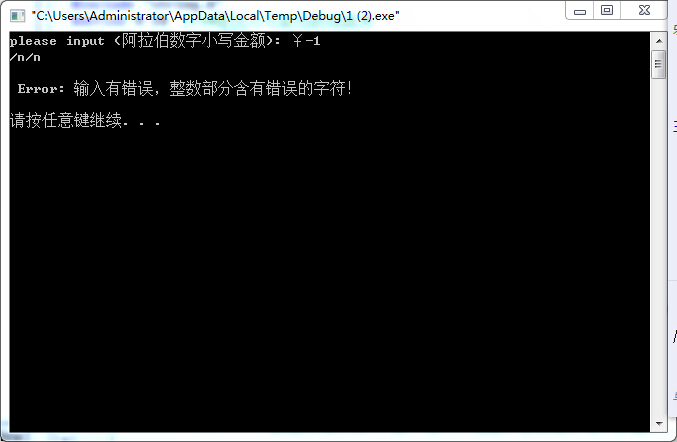 "C:\Users\Administrator\AppData\Local\Temp\Debug\1 (2).exe"
please input (阿拉伯数字小写金额): ￥-1
/n/n
Error: 输入有错误，整数部分含有错误的字符!
请按任意键继续. . .